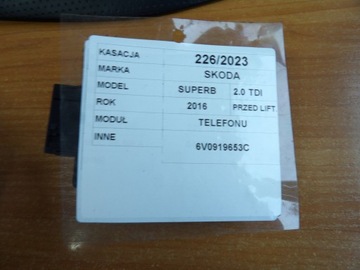 KASACJA 226/2023
MARKA SKODA
MODEL SUPERB 2.0 TDI
ROK 2016 PRZED LIFT.
MODUŁ TELEFONU
INNE 6V0919653C